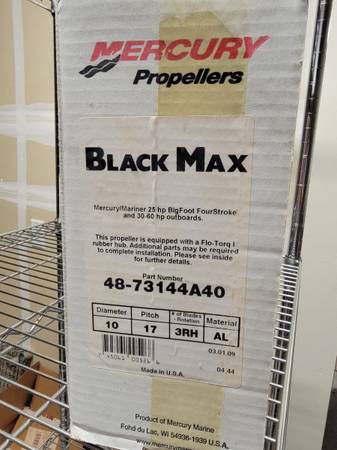 MERCURY
Propellers
BLACK MAX
Mercury/Mariner 25 hp BigFoot FourStroke
and 30-60 hp outboards.
This propeller is equipped with a Flo-Torq I
rubber hub. Additional parts may be required
to complete installation. Please see inside
for further details.
Part Number
48-73144A40
Diameter Pitch # of Blades - Rotation Material
10 17 3RH AL
03.01.09
Made in U.S.A. 04.44
Product of Mercury Marine
Fond du Lac, WI 54936-1939 U.S.A.